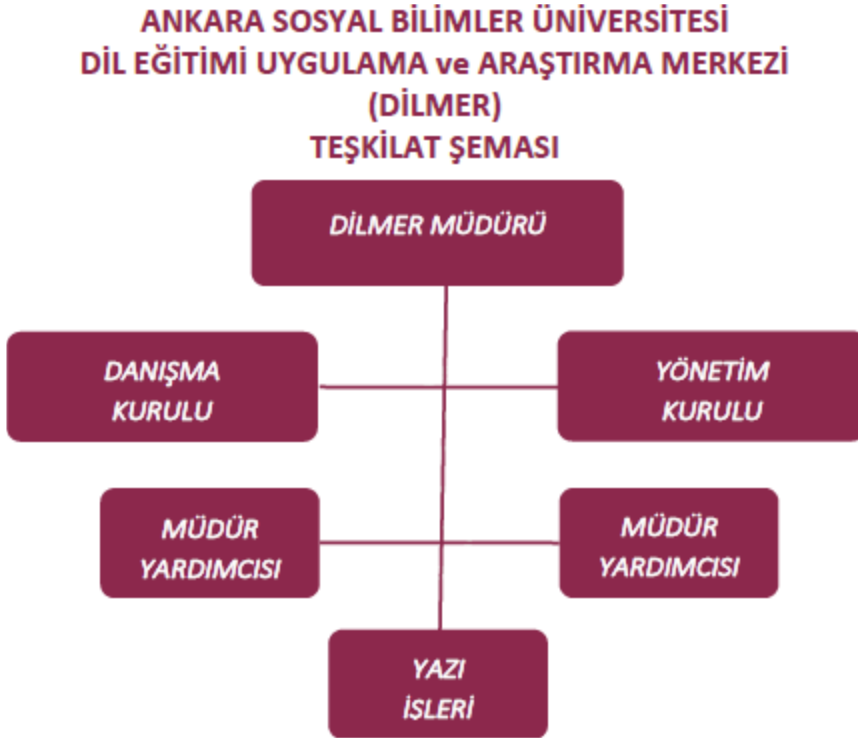 ANKARA SOSYAL BİLİMLER ÜNİVERSİTESİ
DİL EĞİTİMİ UYGULAMA ve ARAŞTIRMA MERKEZİ
(DİLMER)
TEŞKİLAT ŞEMASI
DİLMER MÜDÜRÜ
DANIŞMA
KURULU
YÖNETİM
KURULU
MÜDÜR
YARDIMCISI
MÜDÜR
YARDIMCISI
YAZI
İŞLERİ